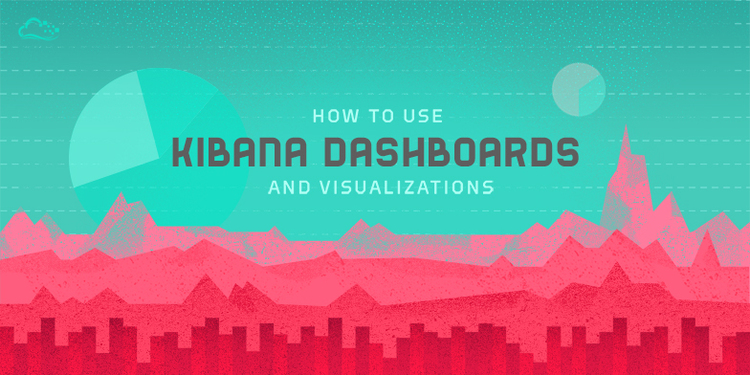 HOW TO USE
KIBANA DASHBOARDS
AND VISUALIZATIONS